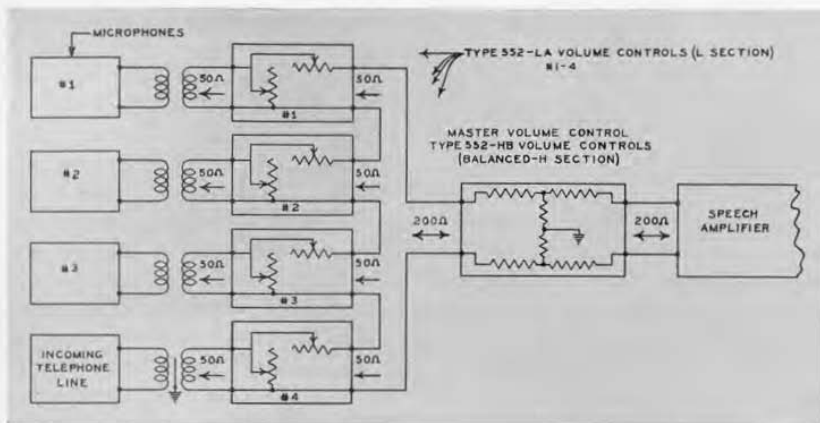 MICROPHONES
#1
50Ω
#1
50Ω
TYPE 552-LA VOLUME CONTROLS (L SECTION)
#1-4
#2
50Ω
#2
50Ω
MASTER VOLUME CONTROL
TYPE 552-HB VOLUME CONTROLS
(BALANCED-H SECTION)
200Ω
200Ω
SPEECH
AMPLIFIER
#3
50Ω
#3
50Ω
INCOMING
TELEPHONE
LINE
50Ω
#4
50Ω